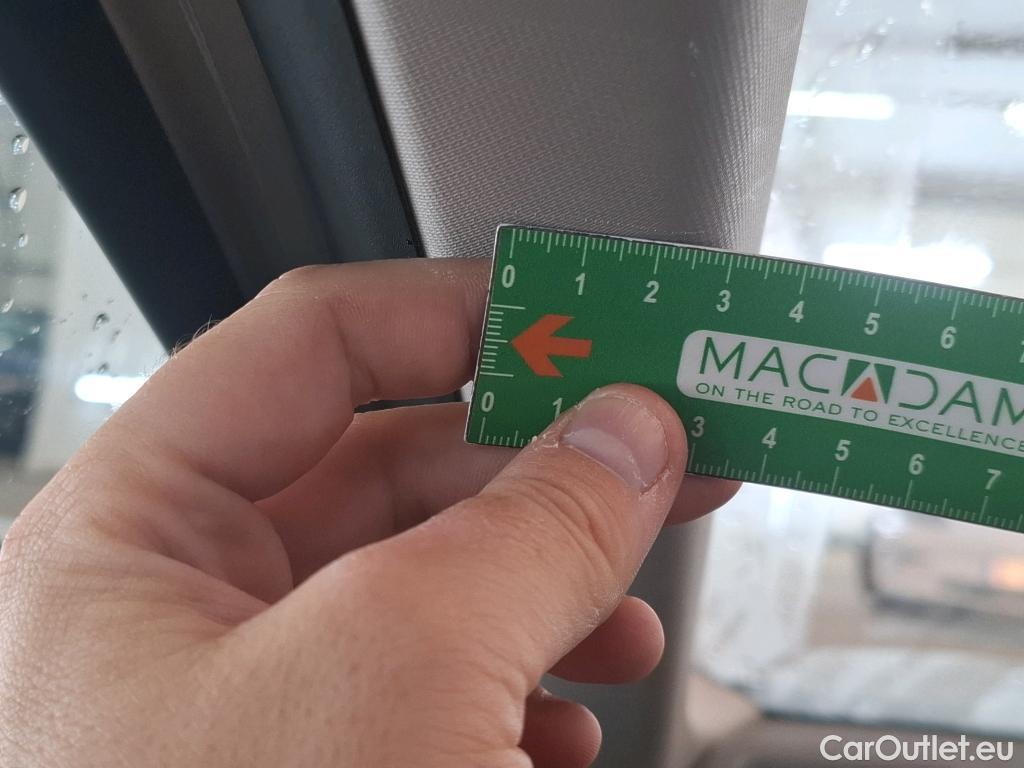 0 1 2 3 4 5 6
MACADAM
ON THE ROAD TO EXCELLENCE
0 1 3 4 5 6 7
CarOutlet.eu